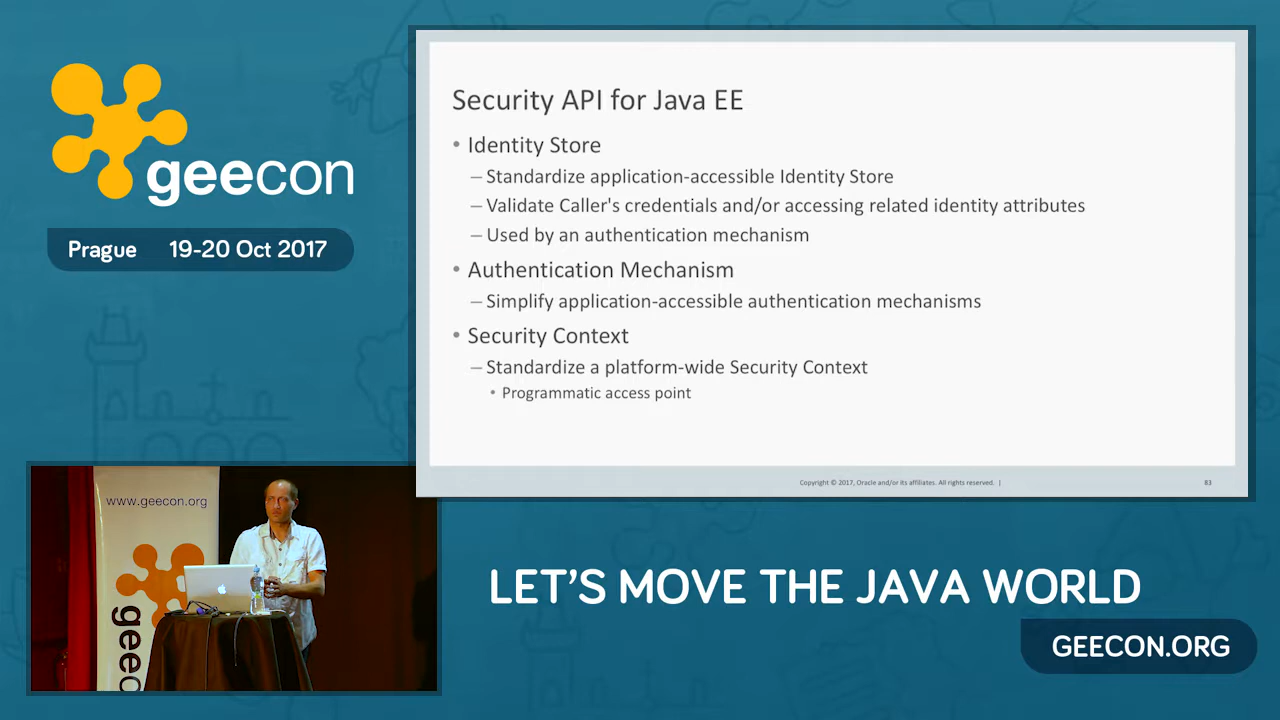 geecon
Prague 19-20 Oct 2017
Security API for Java EE
• Identity Store
– Standardize application-accessible Identity Store
– Validate Caller's credentials and/or accessing related identity attributes
– Used by an authentication mechanism
• Authentication Mechanism
– Simplify application-accessible authentication mechanisms
• Security Context
– Standardize a platform-wide Security Context
• Programmatic access point
Copyright © 2017, Oracle and/or its affiliates. All rights reserved. |
83
www.geecon.org
geeco
LET'S MOVE THE JAVA WORLD
GEECON.ORG